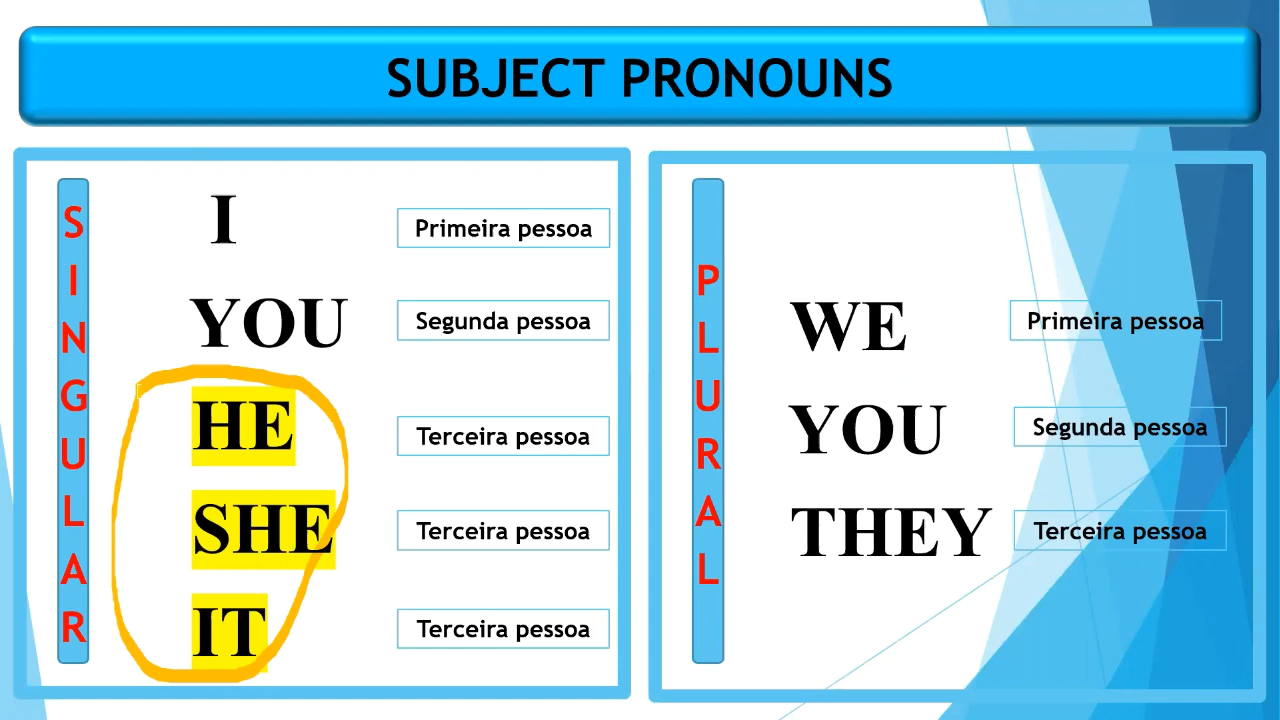 SUBJECT PRONOUNS
SINGULAR
I Primeira pessoa
YOU Segunda pessoa
HE Terceira pessoa
SHE Terceira pessoa
IT Terceira pessoa
PLURAL
WE Primeira pessoa
YOU Segunda pessoa
THEY Terceira pessoa